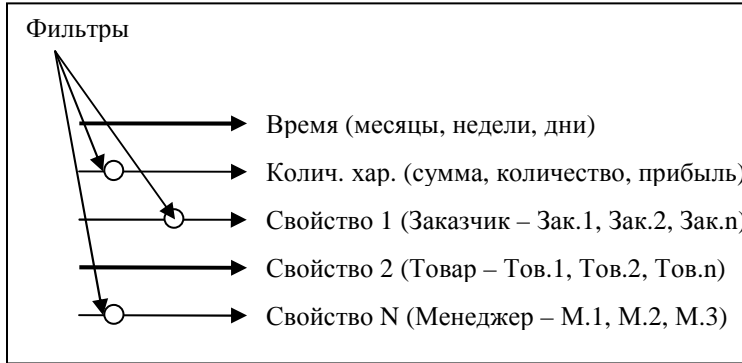 Фильтры
Время (месяцы, недели, дни)
Колич. хар. (сумма, количество, прибыль)
Свойство 1 (Заказчик – Зак.1, Зак.2, Зак.n)
Свойство 2 (Товар – Тов.1, Тов.2, Тов.n)
Свойство N (Менеджер – М.1, М.2, М.3)